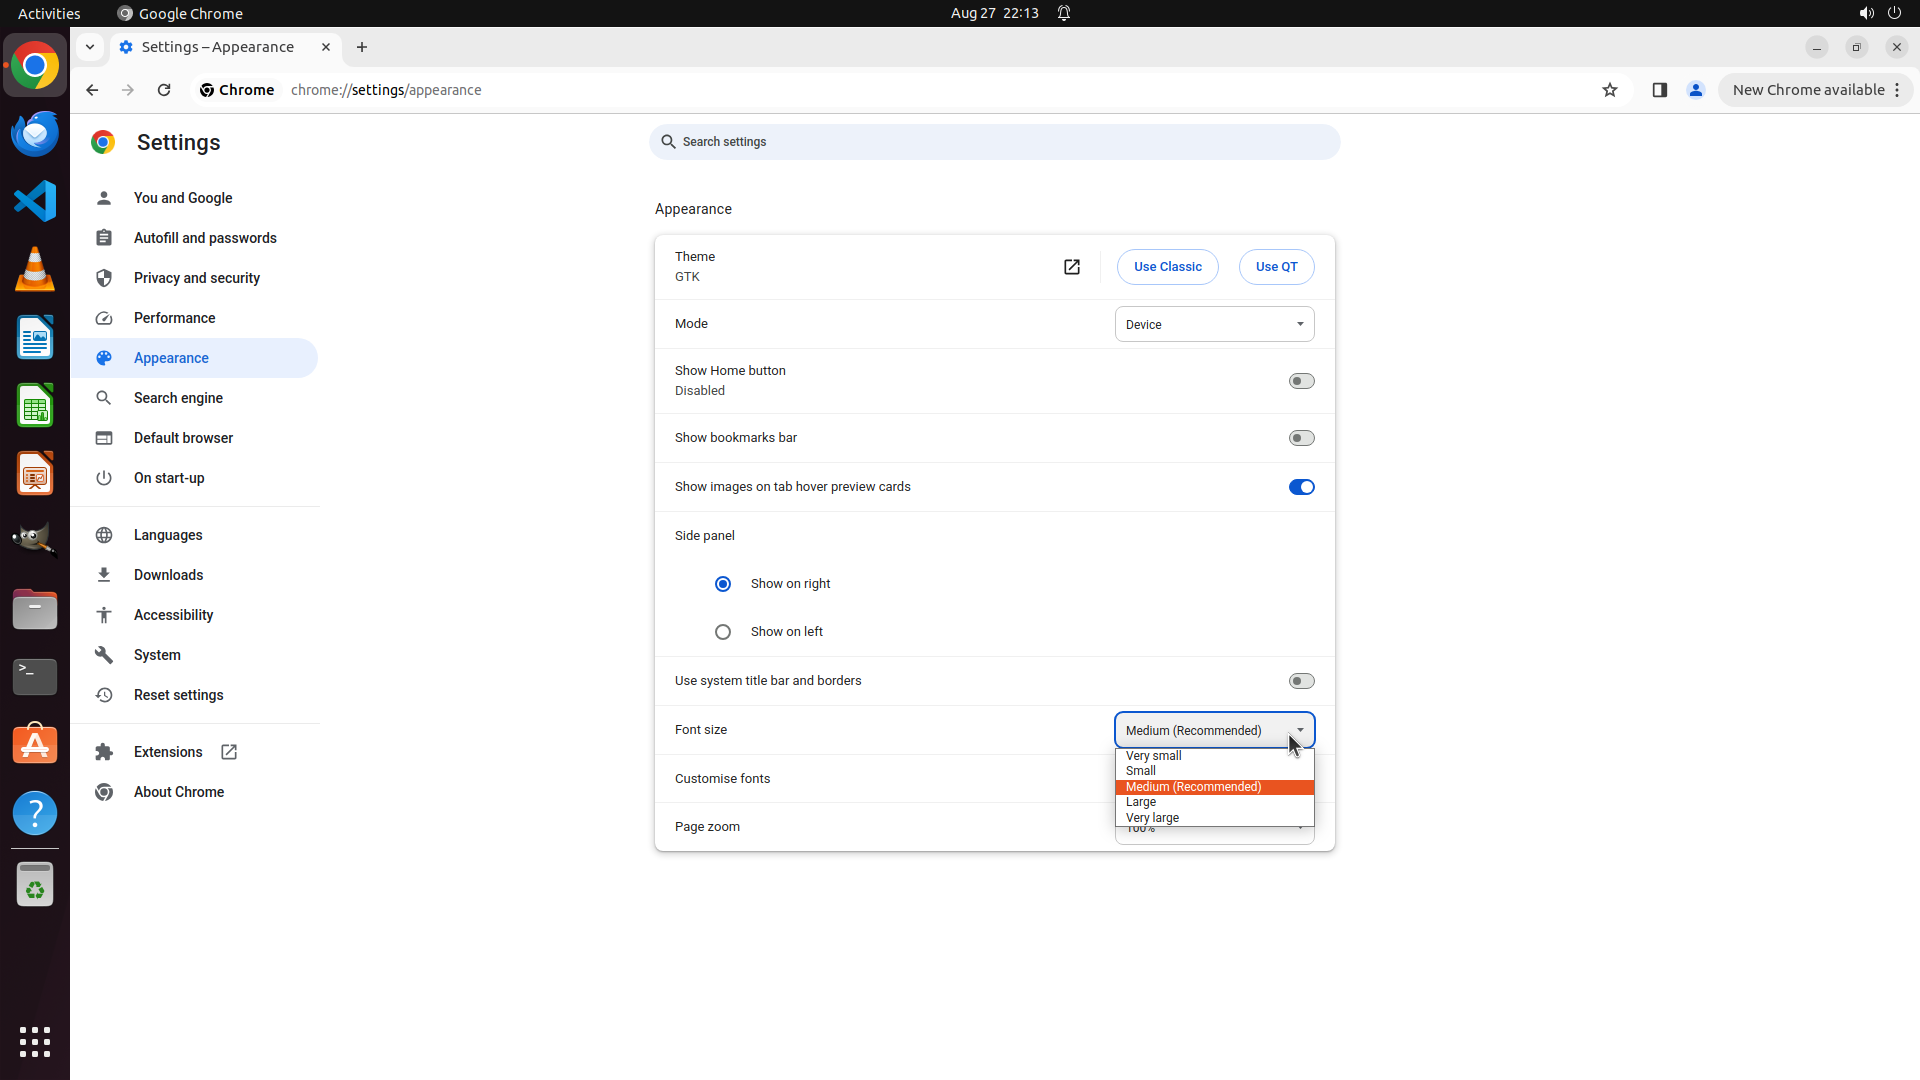 Activities
Google Chrome
Aug 27 22:13
Settings – Appearance
Chrome
chrome://settings/appearance
New Chrome available
Settings
Search settings
You and Google
Autofill and passwords
Privacy and security
Performance
Appearance
Search engine
Default browser
On start-up
Languages
Downloads
Accessibility
System
Reset settings
Extensions
About Chrome
Appearance
Theme
GTK
Use Classic
Use QT
Mode
Device
Show Home button
Disabled
Show bookmarks bar
Show images on tab hover preview cards
Side panel
Show on right
Show on left
Use system title bar and borders
Font size
Medium (Recommended)
Very small
Small
Medium (Recommended)
Large
Very large
Customise fonts
Page zoom
100%